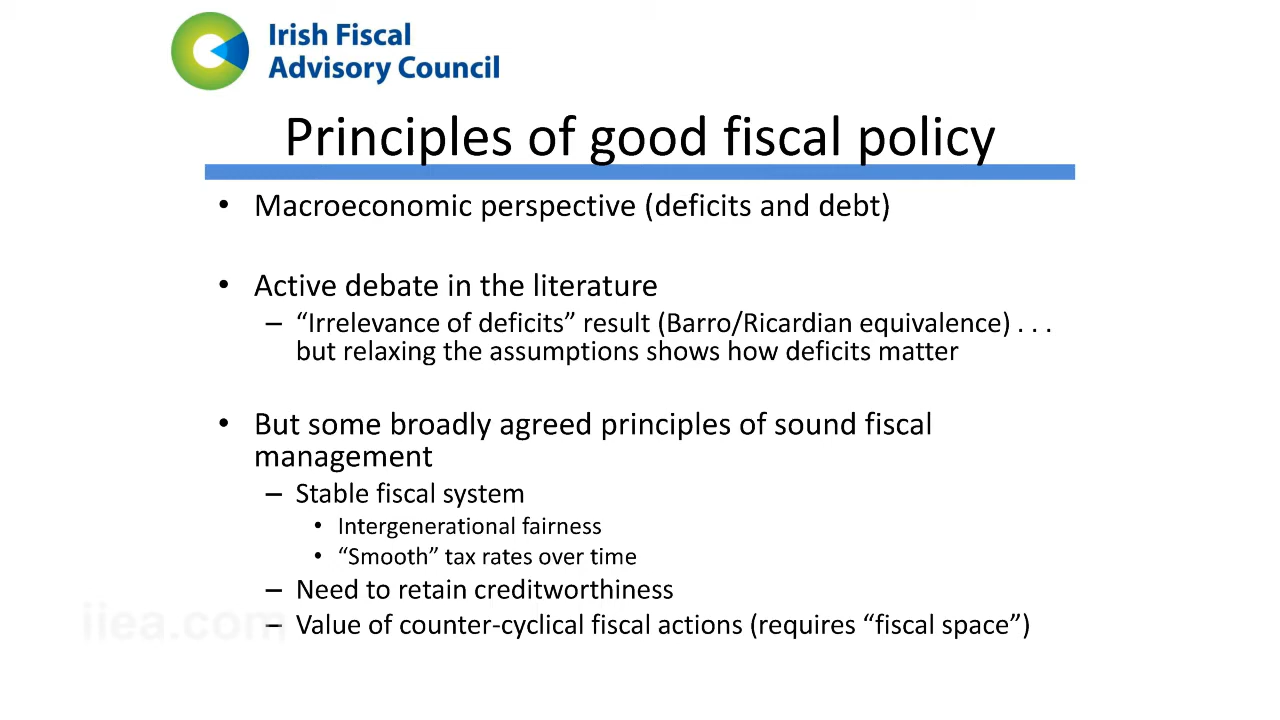 Irish Fiscal
Advisory Council
Principles of good fiscal policy
• Macroeconomic perspective (deficits and debt)
• Active debate in the literature
– “Irrelevance of deficits” result (Barro/Ricardian equivalence) . . .
but relaxing the assumptions shows how deficits matter
• But some broadly agreed principles of sound fiscal
management
– Stable fiscal system
• Intergenerational fairness
• “Smooth” tax rates over time
– Need to retain creditworthiness
– Value of counter-cyclical fiscal actions (requires “fiscal space”)
iiea.com